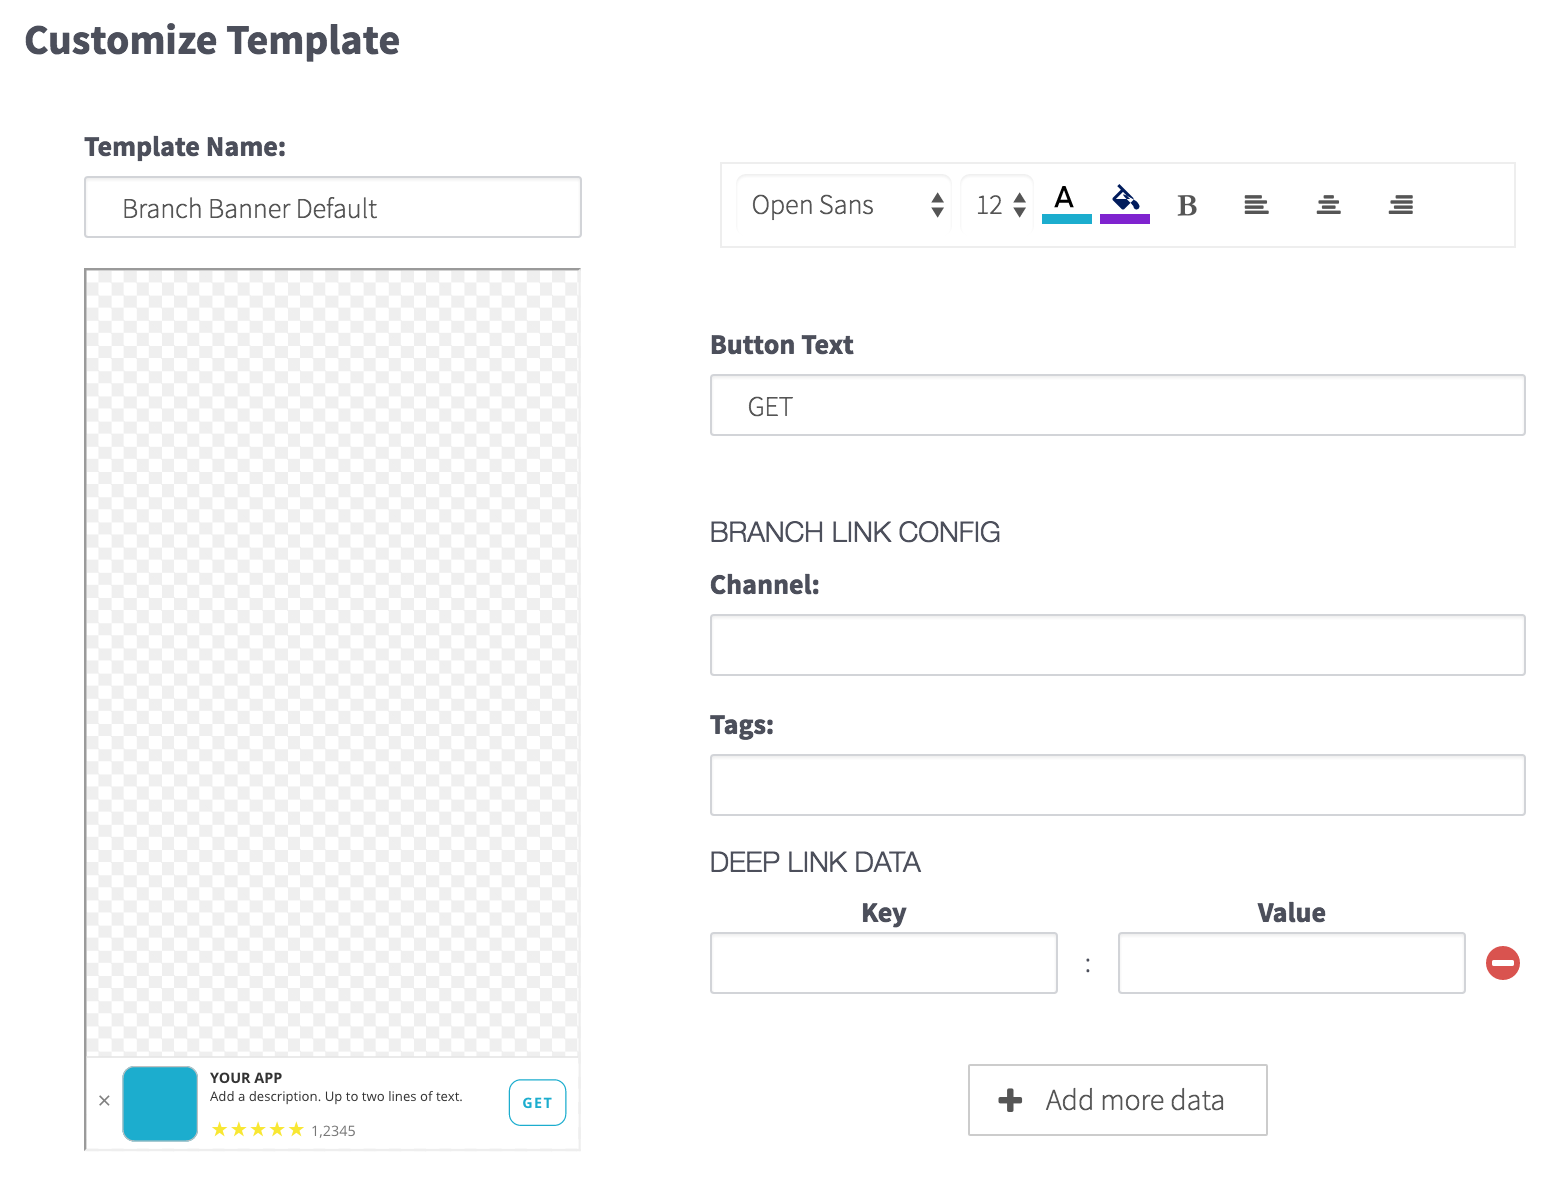 Customize Template
Template Name:
Branch Banner Default
Open Sans 12 A B
Button Text
GET
BRANCH LINK CONFIG
Channel:
Tags:
DEEP LINK DATA
Key Value
:
Add more data
YOUR APP
Add a description. Up to two lines of text.
1,2345
GET